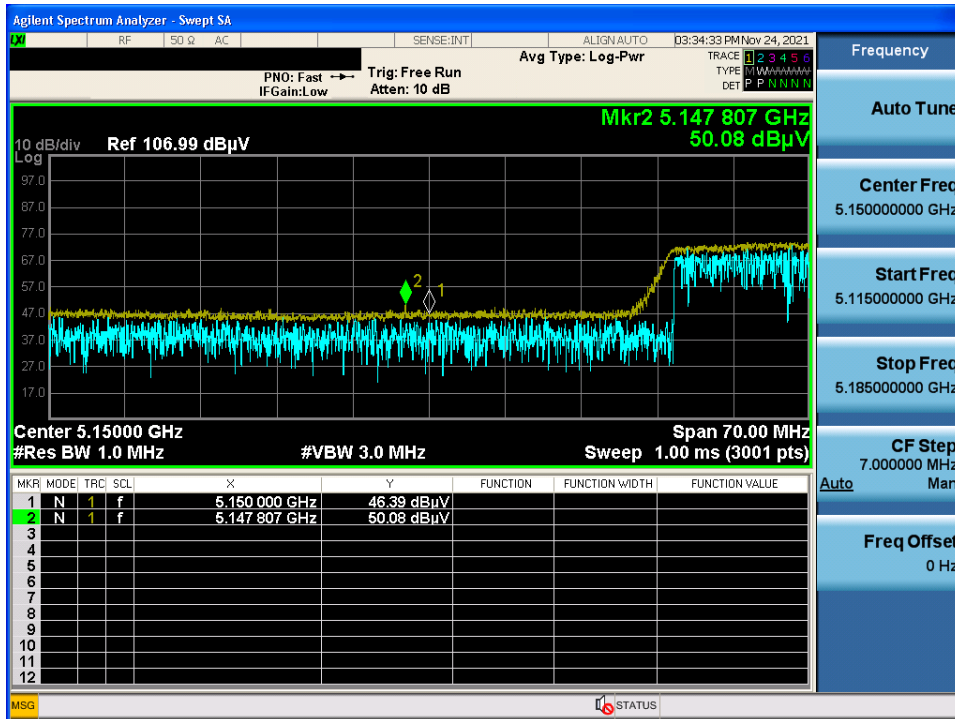 Agilent Spectrum Analyzer - Swept SA
LXI RF 50 Ω AC SENSE:INT ALIGN AUTO 03:34:33 PM Nov 24, 2021
Avg Type: Log-Pwr
TRACE 1 2 3 4 5 6
PNO: Fast Trig: Free Run
TYPE M W W W W W
IFGain:Low Atten: 10 dB
DET P P N N N N
Mkr2 5.147 807 GHz
50.08 dBµV
10 dB/div Ref 106.99 dBµV
Log
97.0
87.0
77.0
67.0
57.0
47.0
37.0
27.0
17.0
2
1
Center 5.15000 GHz Span 70.00 MHz
#Res BW 1.0 MHz #VBW 3.0 MHz Sweep 1.00 ms (3001 pts)
MKR MODE TRC SCL X Y FUNCTION FUNCTION WIDTH FUNCTION VALUE
1 N 1 f 5.150 000 GHz 46.39 dBµV
2 N 1 f 5.147 807 GHz 50.08 dBµV
3
4
5
6
7
8
9
10
11
12
MSG STATUS
Frequency
Auto Tune
Center Freq
5.150000000 GHz
Start Freq
5.115000000 GHz
Stop Freq
5.185000000 GHz
CF Step
7.000000 MHz
Auto Man
Freq Offset
0 Hz